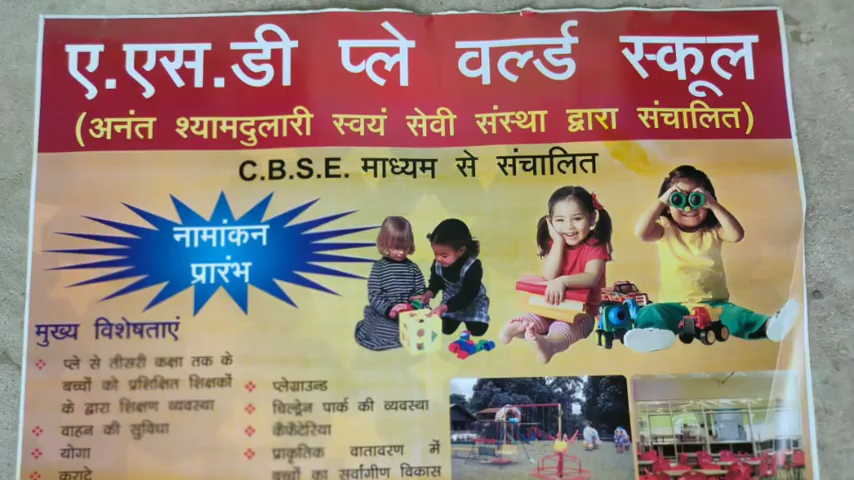 ए.एस.डी प्ले वर्ल्ड स्कूल
(अनंत श्यामदुलारी स्वयं सेवी संस्था द्वारा संचालित)
C.B.S.E. माध्यम से संचालित
नामांकन
प्रारंभ
मुख्य विशेषताएं
प्ले से तीसरी कक्षा तक के
बच्चों को प्रशिक्षित शिक्षकों
के द्वारा शिक्षण व्यवस्था
वाहन की सुविधा
योगा
कराटे
प्लेग्राउन्ड
चिल्ड्रेन पार्क की व्यवस्था
कैफेटेरिया
प्राकृतिक वातावरण में
बच्चों का सर्वांगीण विकास